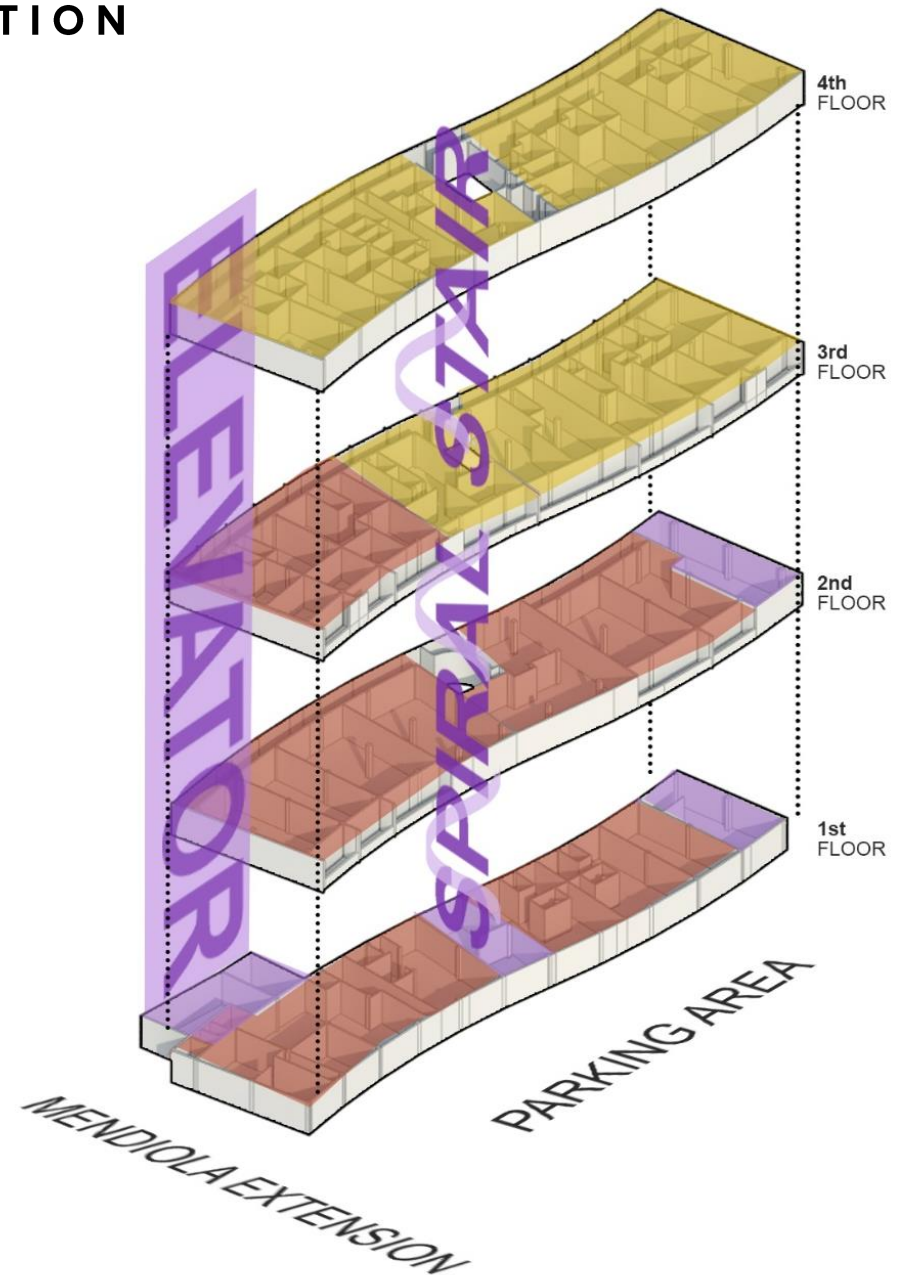 TION
4th
FLOOR
ELEVATOR
SPIRAL STAIR
3rd
FLOOR
2nd
FLOOR
1st
FLOOR
PARKING AREA
MENDIOLA EXTENSION